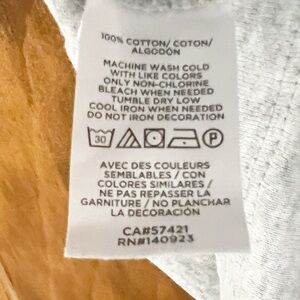 100% COTTON/ COTON/
ALGODÓN
MACHINE WASH COLD
WITH LIKE COLORS
ONLY NON-CHLORINE
BLEACH WHEN NEEDED
TUMBLE DRY LOW
COOL IRON WHEN NEEDED
DO NOT IRON DECORATION
30 P
AVEC DES COULEURS
SEMBLABLES / CON
COLORES SIMILARES /
NE PAS REPASSER LA
GARNITURE / NO PLANCHAR
LA DECORACIÓN
CA#57421
RN#140923